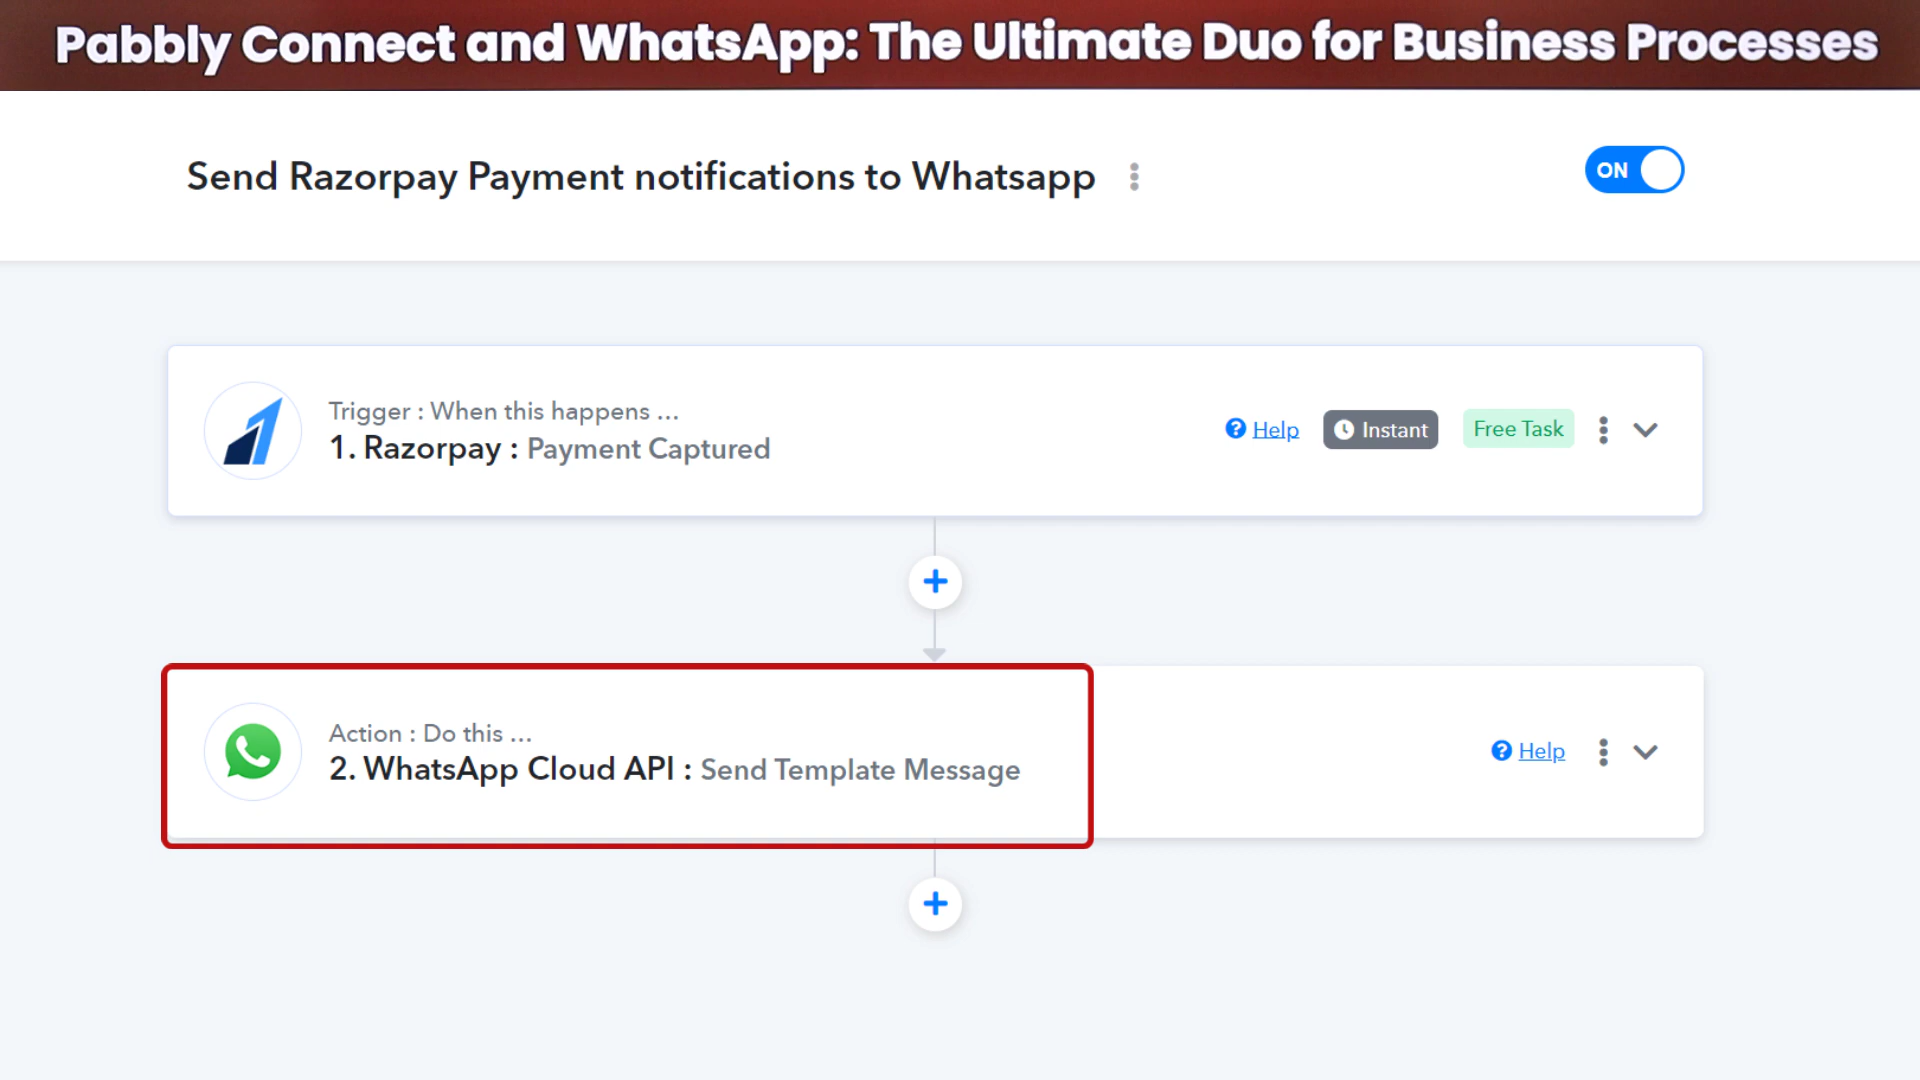 Pabbly Connect and WhatsApp: The Ultimate Duo for Business Processes
Send Razorpay Payment notifications to Whatsapp
ON
Trigger : When this happens ...
1. Razorpay : Payment Captured
Help
Instant
Free Task
Action : Do this ...
2. WhatsApp Cloud API : Send Template Message
Help